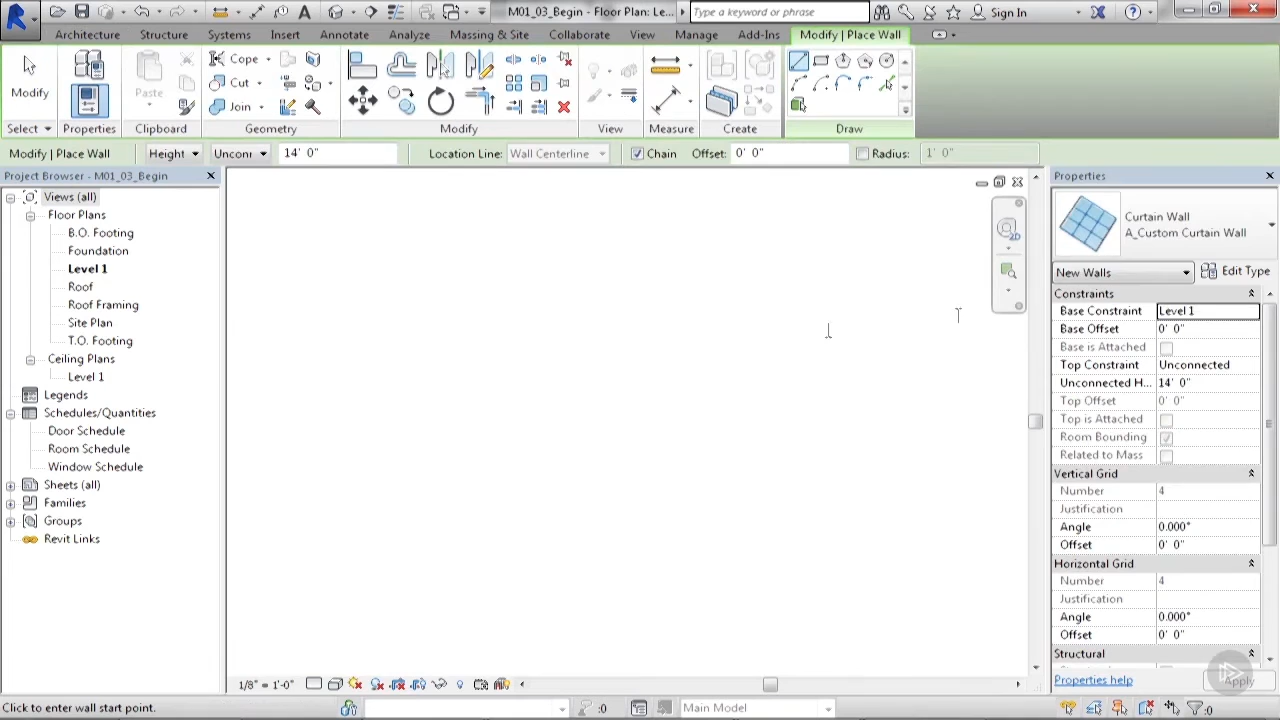 M01_03_Begin - Floor Plan: Le...
Type a keyword or phrase
Sign In
Architecture
Structure
Systems
Insert
Annotate
Analyze
Massing & Site
Collaborate
View
Manage
Add-Ins
Modify | Place Wall
Modify
Paste
Cope
Cut
Join
Select
Properties
Clipboard
Geometry
Modify
View
Measure
Create
Draw
Modify | Place Wall
Height
Uncon
14' 0"
Location Line:
Wall Centerline
Chain
Offset:
0' 0"
Radius:
1' 0"
Project Browser - M01_03_Begin
Views (all)
Floor Plans
B.O. Footing
Foundation
Level 1
Roof
Roof Framing
Site Plan
T.O. Footing
Ceiling Plans
Level 1
Legends
Schedules/Quantities
Door Schedule
Room Schedule
Window Schedule
Sheets (all)
Families
Groups
Revit Links
2D
Properties
Curtain Wall
A_Custom Curtain Wall
New Walls
Edit Type
Constraints
Base Constraint Level 1
Base Offset 0' 0"
Base is Attached
Top Constraint Unconnected
Unconnected H... 14' 0"
Top Offset 0' 0"
Top is Attached
Room Bounding
Related to Mass
Vertical Grid
Number 4
Justification
Angle 0.000°
Offset 0' 0"
Horizontal Grid
Number 4
Justification
Angle 0.000°
Offset 0' 0"
Structural
Properties help
Apply
1/8" = 1'-0"
Click to enter wall start point.
:0
Main Model
:0